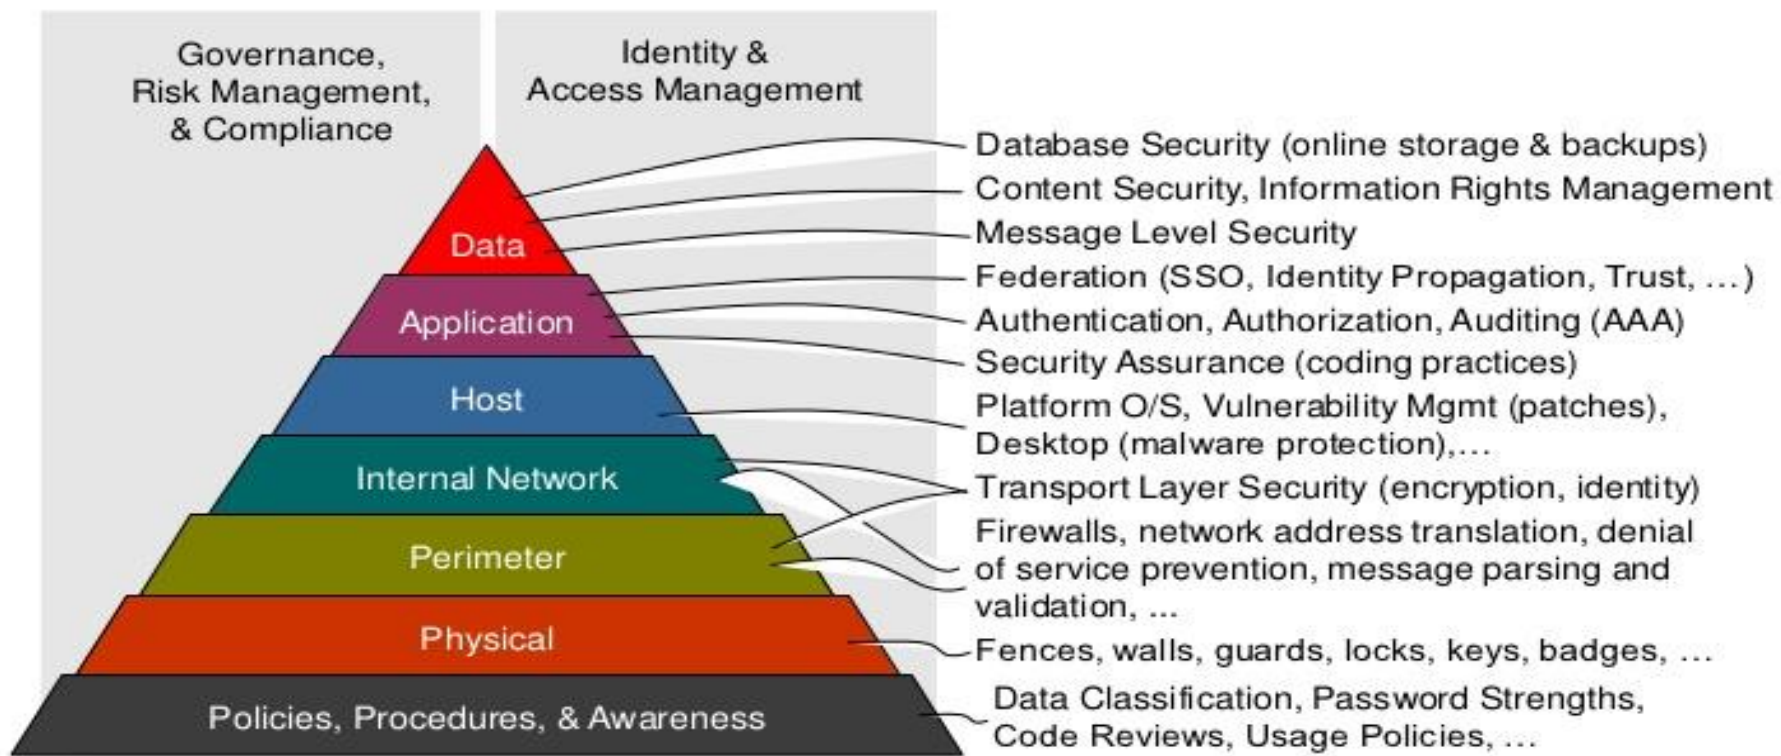 Governance,
Risk Management,
& Compliance
Identity &
Access Management
Data
Application
Host
Internal Network
Perimeter
Physical
Policies, Procedures, & Awareness
Database Security (online storage & backups)
Content Security, Information Rights Management
Message Level Security
Federation (SSO, Identity Propagation, Trust, ...)
Authentication, Authorization, Auditing (AAA)
Security Assurance (coding practices)
Platform O/S, Vulnerability Mgmt (patches),
Desktop (malware protection),...
Transport Layer Security (encryption, identity)
Firewalls, network address translation, denial
of service prevention, message parsing and
validation, ...
Fences, walls, guards, locks, keys, badges, ...
Data Classification, Password Strengths,
Code Reviews, Usage Policies, ...